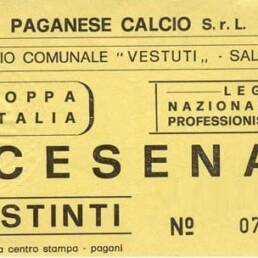 PAGANESE CALCIO S. r. L.
IO COMUNALE "VESTUTI" - SAL
OPPA
TALIA
LEG
NAZIONA
PROFESSIONIS
CESENA
STINTI
Nº 07
a centro stampa - pagani